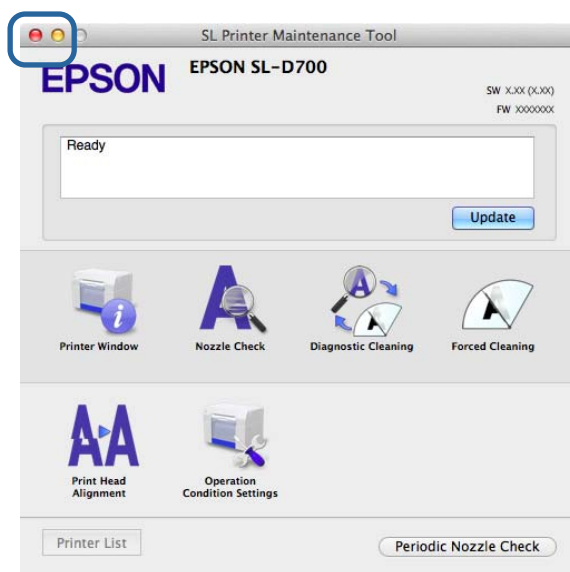 SL Printer Maintenance Tool
EPSON
EPSON SL-D700
SW X.XX (X.XX)
FW XXXXXXX
Ready
Update
Printer Window
Nozzle Check
Diagnostic Cleaning
Forced Cleaning
Print Head
Alignment
Operation
Condition Settings
Printer List
Periodic Nozzle Check